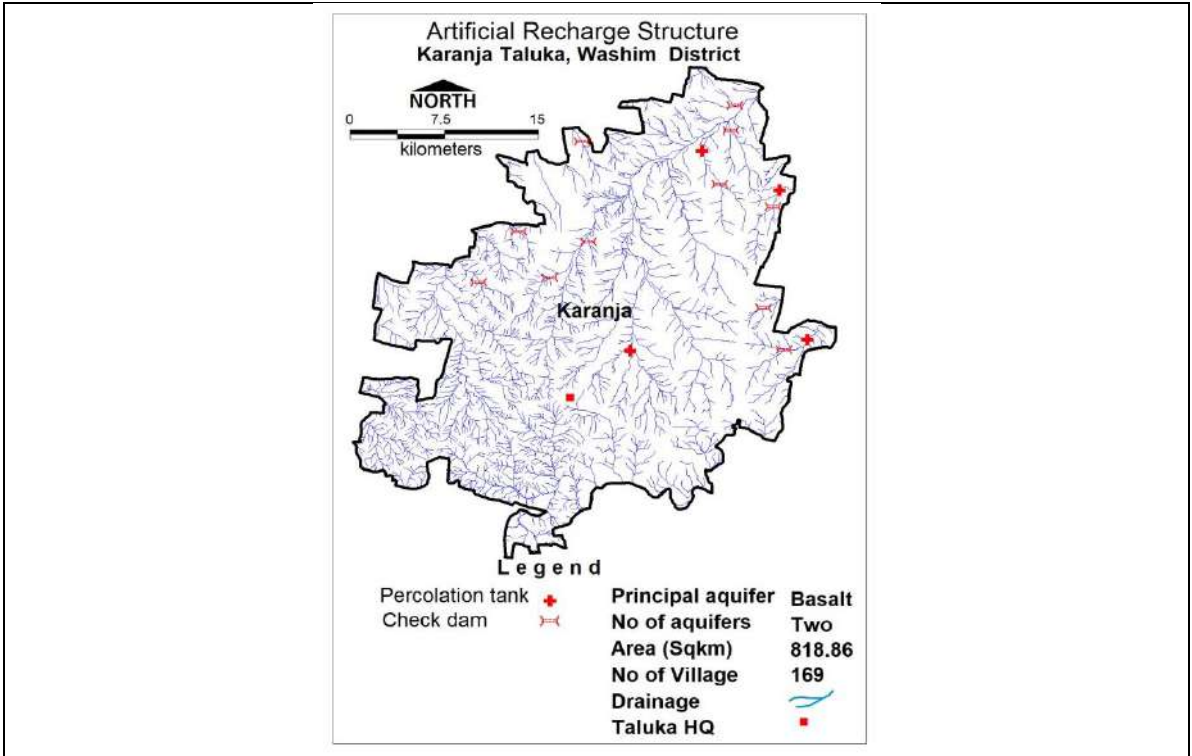 Artificial Recharge Structure
Karanja Taluka, Washim District
NORTH
0 7.5 15
kilometers
Karanja
Legend
Percolation tank
Check dam
Principal aquifer Basalt
No of aquifers Two
Area (Sqkm) 818.86
No of Village 169
Drainage
Taluka HQ